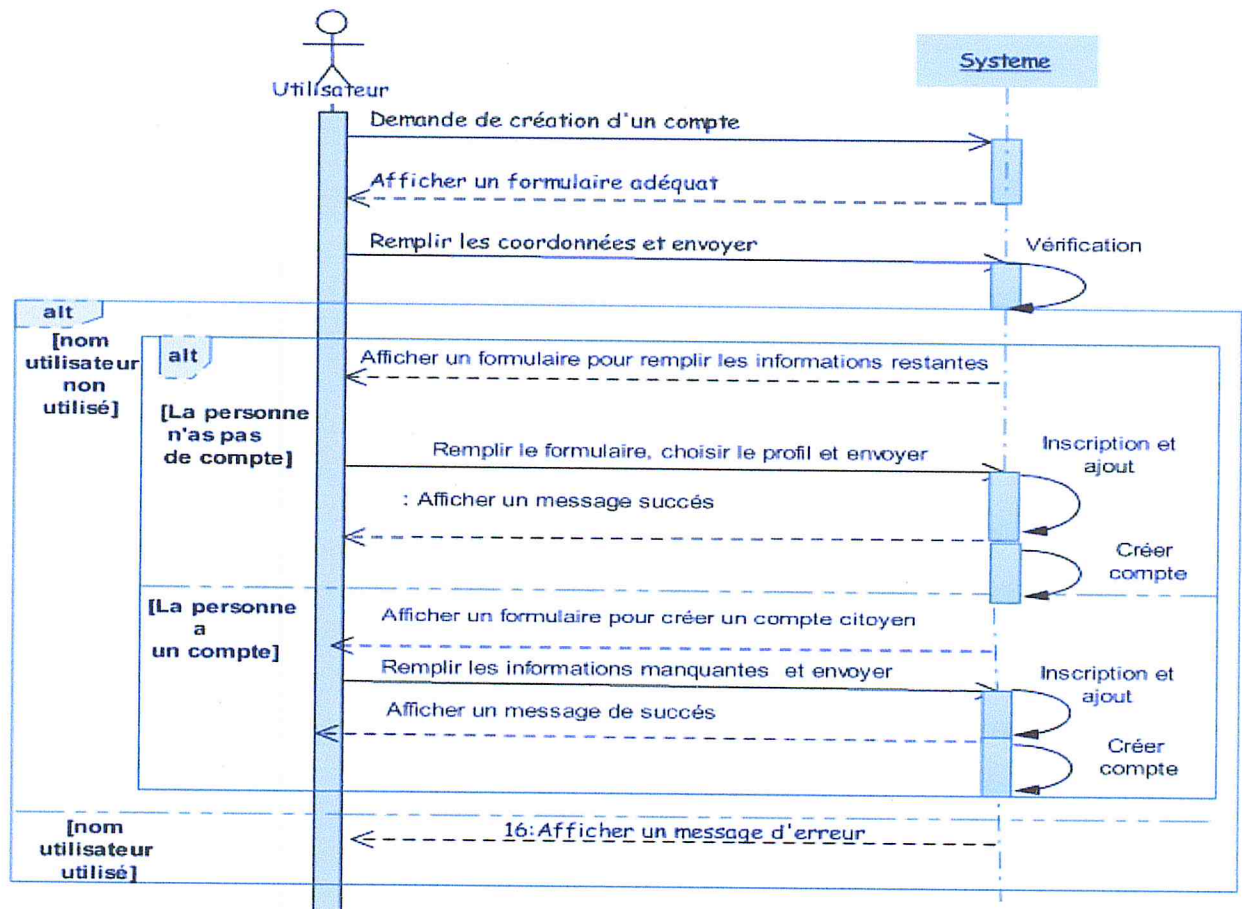 Systeme
Utilisateur
Demande de création d'un compte
Afficher un formulaire adéquat
Remplir les coordonnées et envoyer
Vérification
alt
[nom
utilisateur
non
utilisé]
alt
Afficher un formulaire pour remplir les informations restantes
[La personne
n'as pas
de compte]
Remplir le formulaire, choisir le profil et envoyer
Inscription et
ajout
: Afficher un message succés
Créer
compte
[La personne
a
un compte]
Afficher un formulaire pour créer un compte citoyen
Remplir les informations manquantes et envoyer
Inscription et
ajout
Afficher un message de succés
Créer
compte
[nom
utilisateur
utilisé]
16:Afficher un message d'erreur